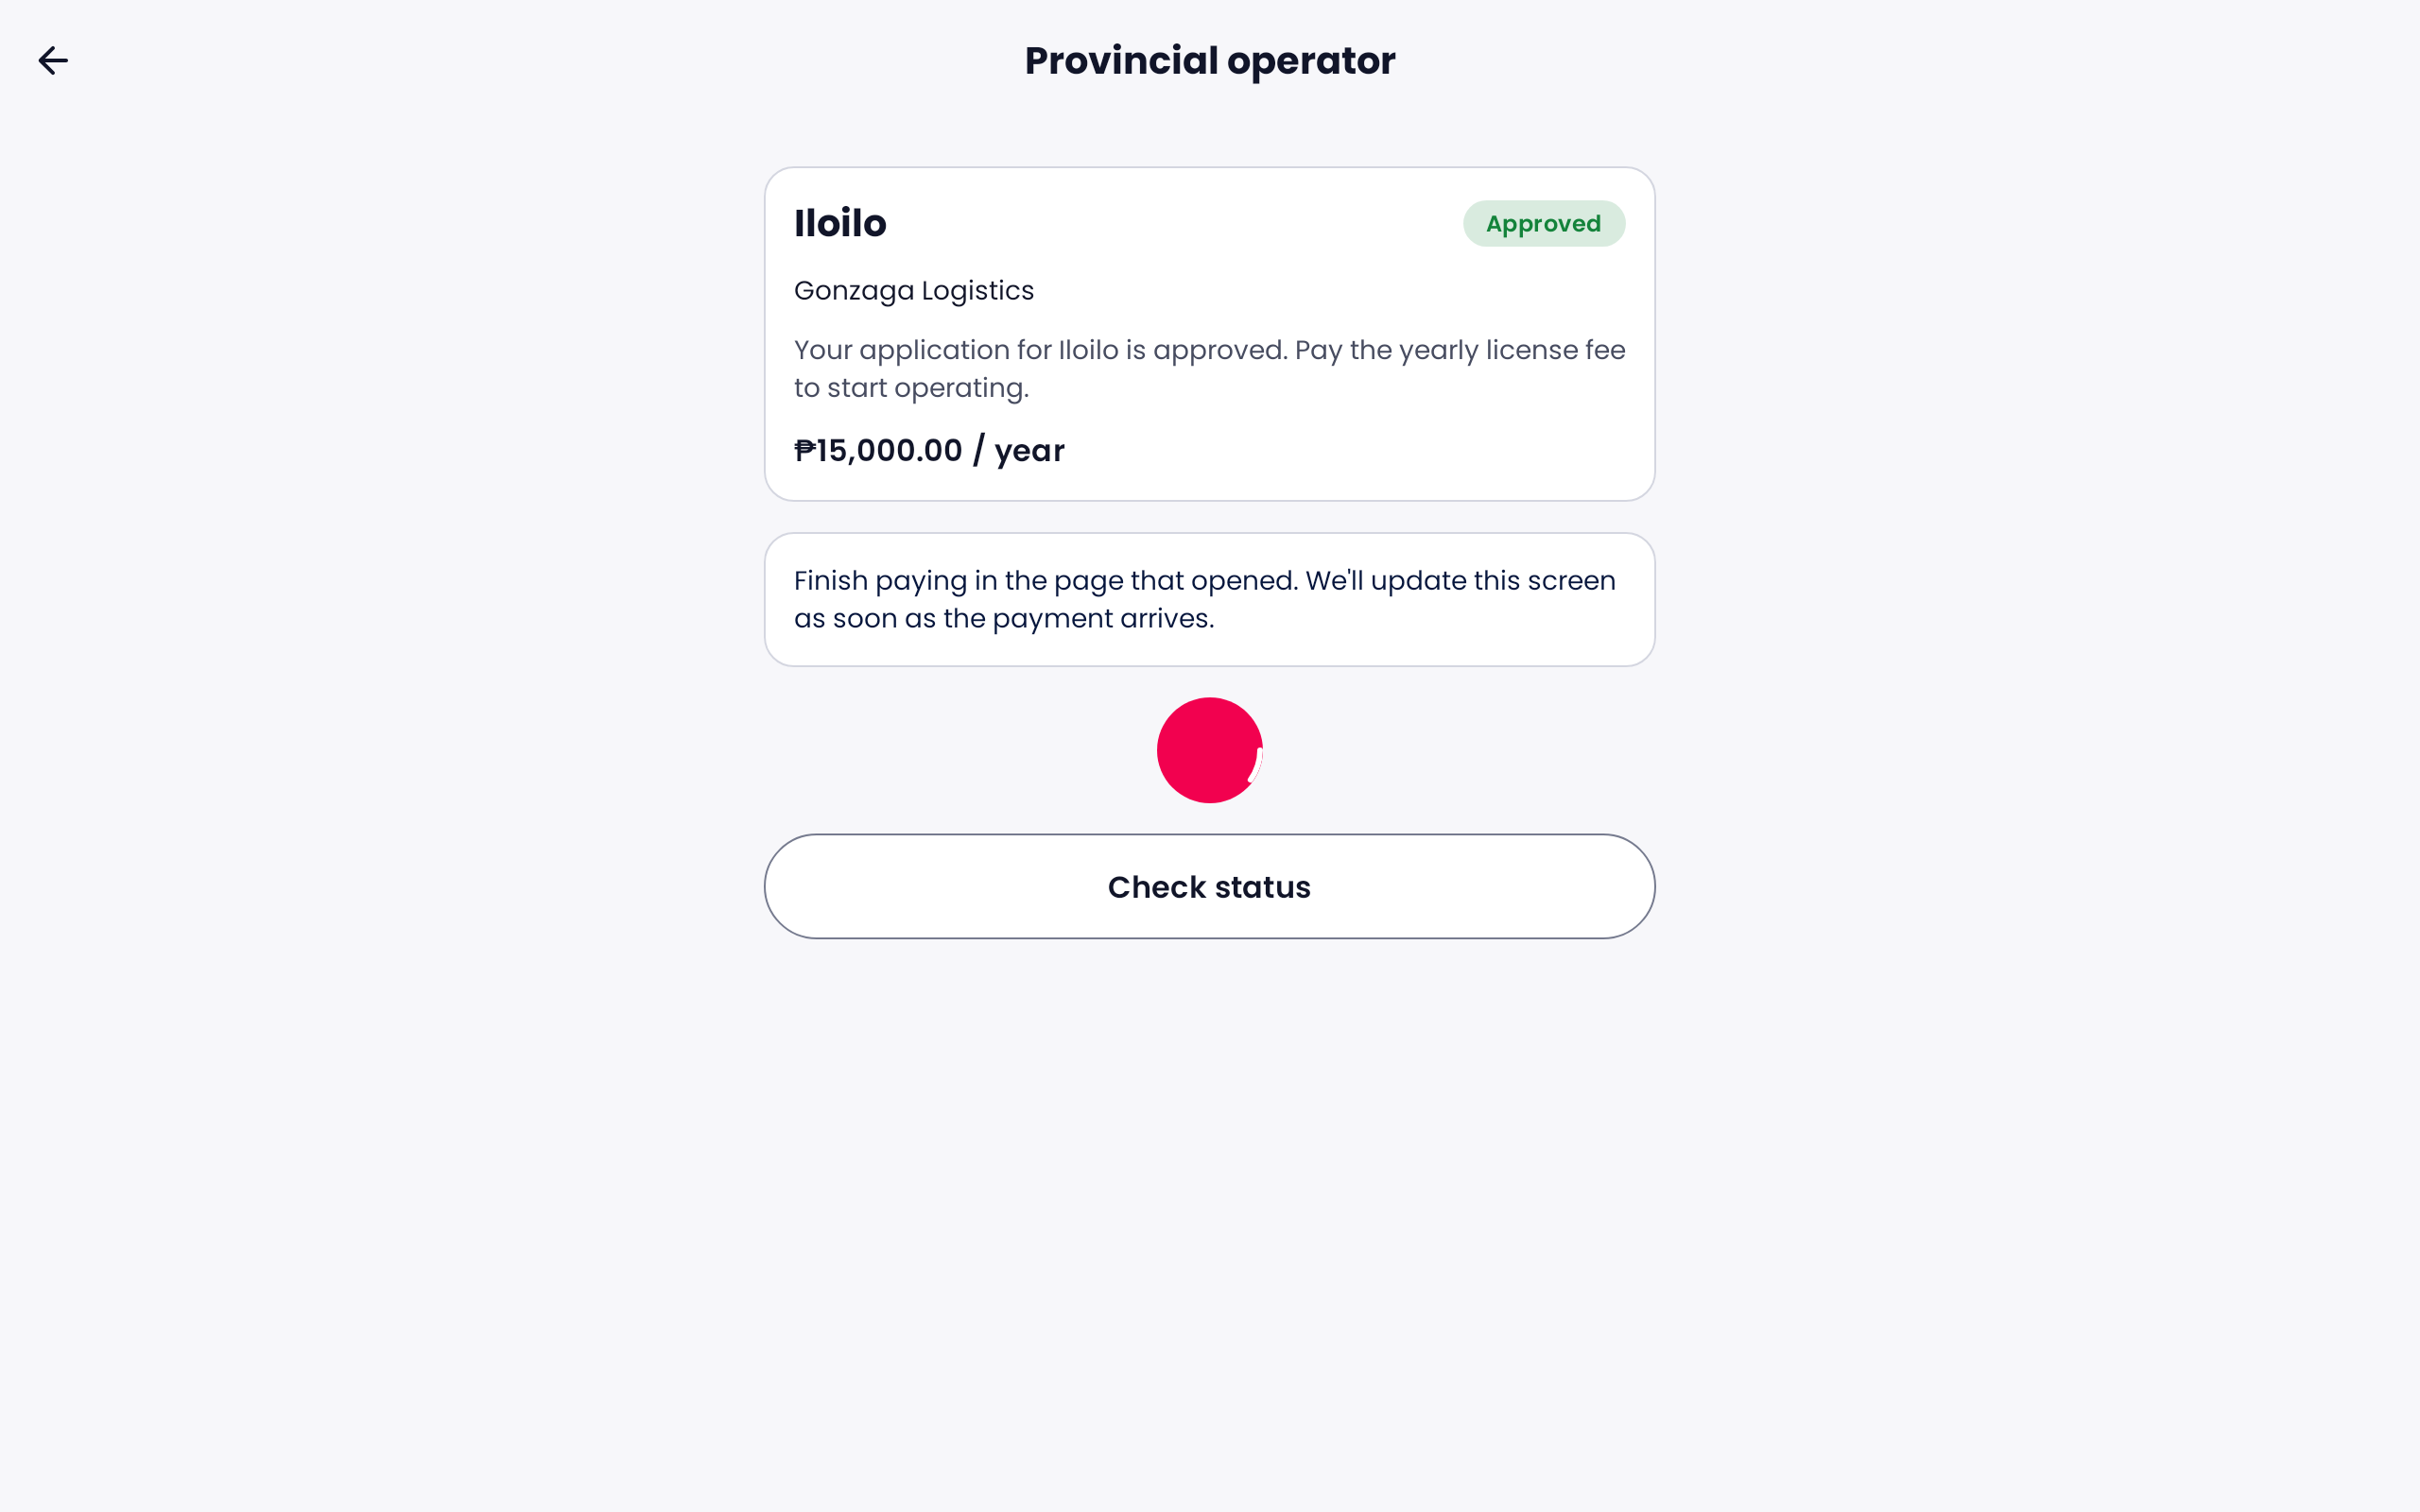 Provincial operator
Iloilo
Approved
Gonzaga Logistics
Your application for Iloilo is approved. Pay the yearly license fee
to start operating.
₱15,000.00 / year
Finish paying in the page that opened. We'll update this screen
as soon as the payment arrives.
Check status